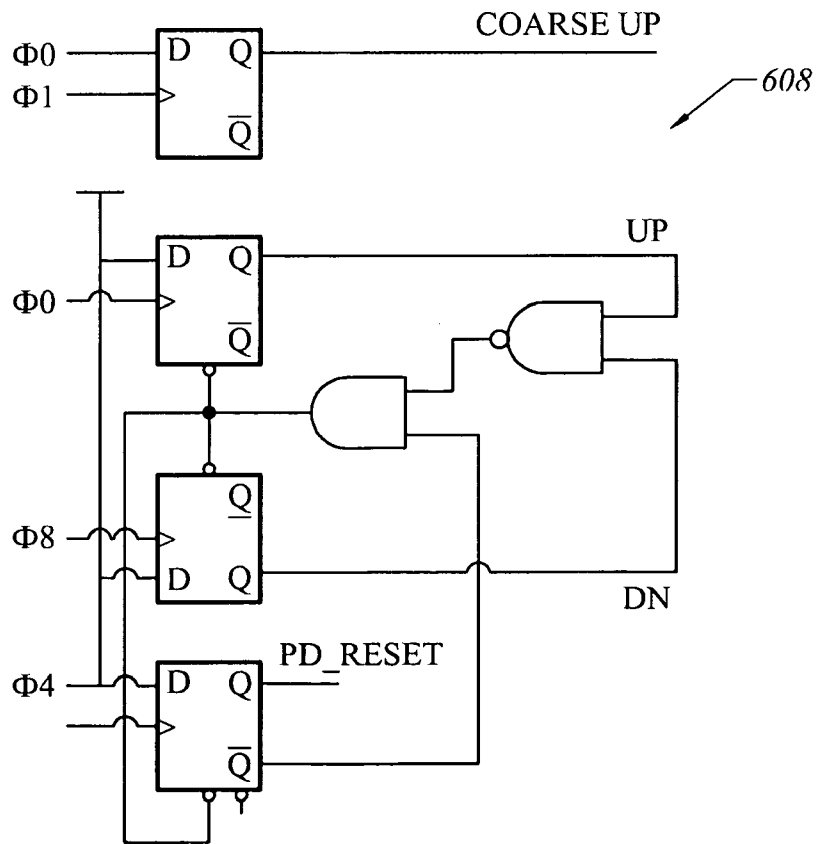 COARSE UP
Φ0 D Q
608
Φ1
Q̅
UP
D Q
Φ0
Q̅
Q̅
Φ8
D Q
DN
PD_RESET
Φ4 D Q
Q̅